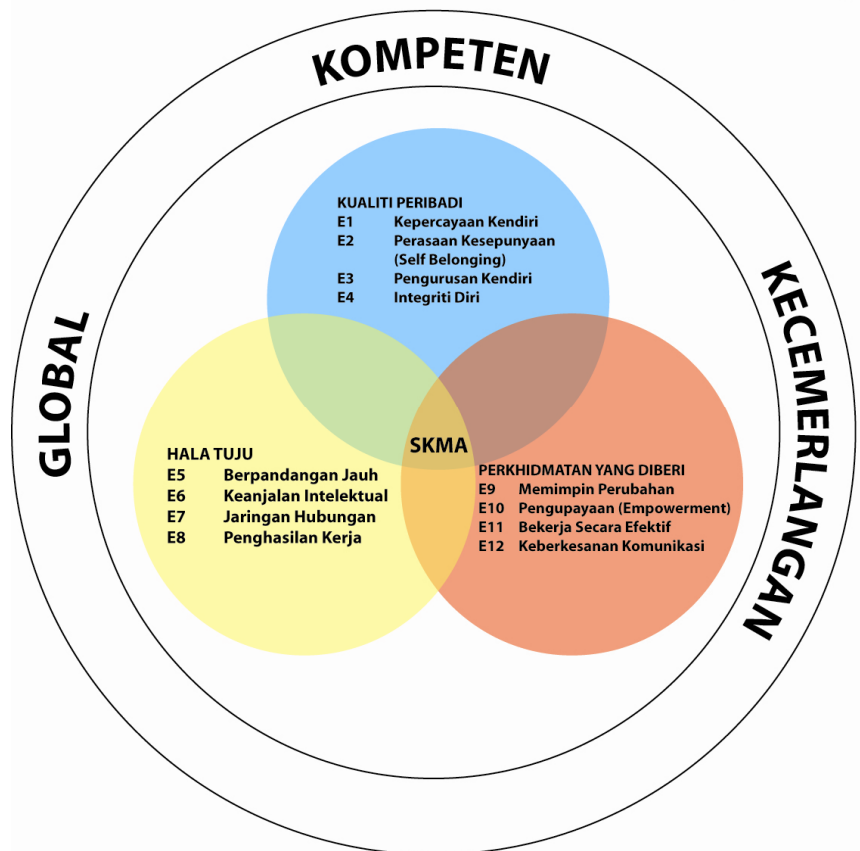 KOMPETEN
GLOBAL
KECEMERLANGAN
KUALITI PERIBADI
E1 Kepercayaan Kendiri
E2 Perasaan Kesepunyaan
(Self Belonging)
E3 Pengurusan Kendiri
E4 Integriti Diri
SKMA
HALA TUJU
E5 Berpandangan Jauh
E6 Keanjalan Intelektual
E7 Jaringan Hubungan
E8 Penghasilan Kerja
PERKHIDMATAN YANG DIBERI
E9 Memimpin Perubahan
E10 Pengupayaan (Empowerment)
E11 Bekerja Secara Efektif
E12 Keberkesanan Komunikasi